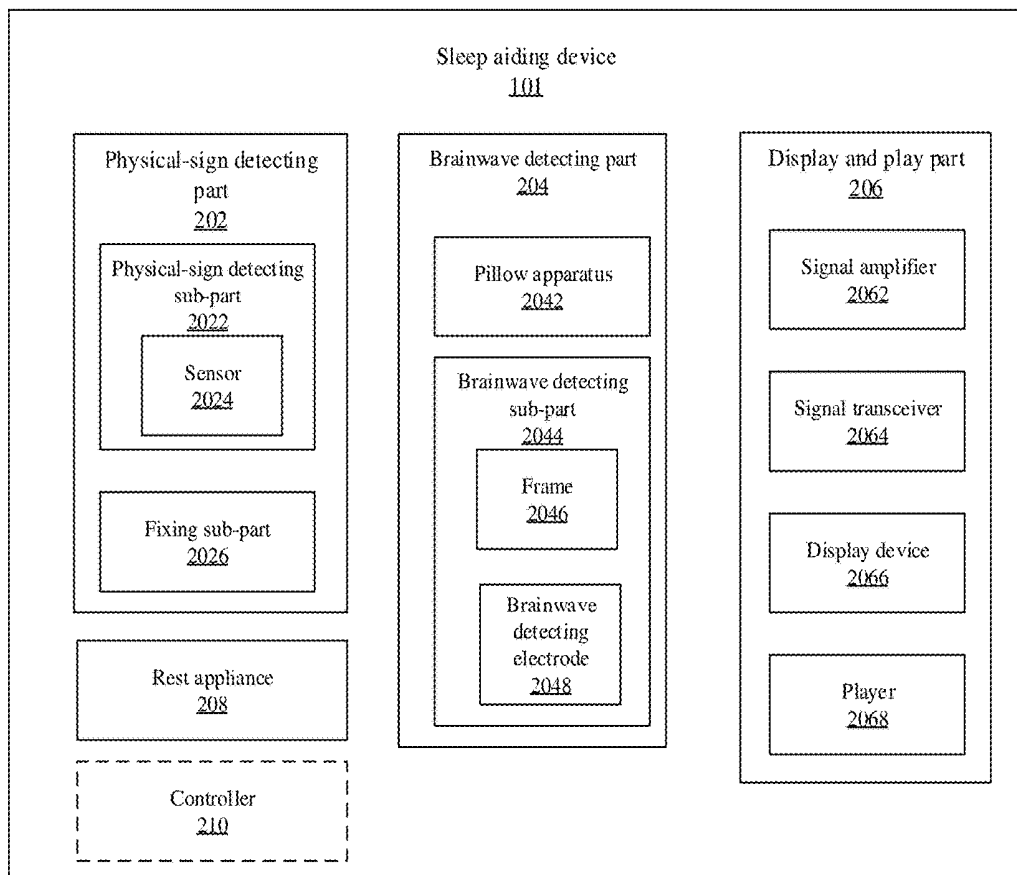 Sleep aiding device
101
Physical-sign detecting
part
202
Physical-sign detecting
sub-part
2022
Sensor
2024
Fixing sub-part
2026
Rest appliance
208
Controller
210
Brainwave detecting part
204
Pillow apparatus
2042
Brainwave detecting
sub-part
2044
Frame
2046
Brainwave
detecting
electrode
2048
Display and play part
206
Signal amplifier
2062
Signal transceiver
2064
Display device
2066
Player
2068